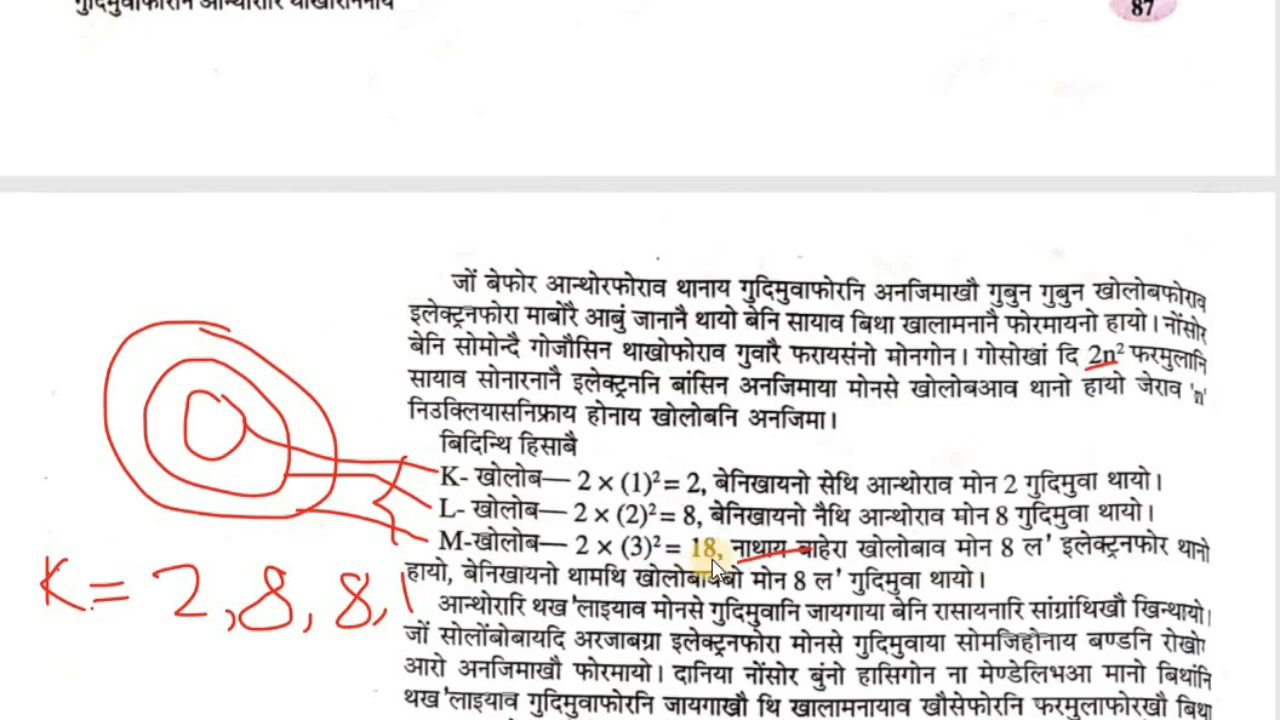 87
जों बेफोर आन्थोरफोराव थानाय गुदिमुवाफोरनि अनजिमाखौ गुबुन गुबुन खोलोबफोराव
इलेक्ट्रनफोरा माबोरै आबुं जानानै थायो बेनि सायाव बिथा खालामनानै फोरमायनो हायो। नोंसोर
बेनि सोमोन्दै गोजौसिन थाखोफोराव गुवारै फरायसंनो मोनगोन। गोसोखां दि 2n² फरमुलानि
सायाव सोनारनानै इलेक्ट्रननि बांसिन अनजिमाया मोनसे खोलोबआव थानो हायो जेराव 'n'
निउक्लियासनिफ्राय होनाय खोलोबनि अनजिमा।
बिदिन्थि हिसाबै
K- खोलोब— 2 × (1)² = 2, बेनिखायनो सेथि आन्थोराव मोन 2 गुदिमुवा थायो।
L- खोलोब— 2 × (2)² = 8, बेनिखायनो नैथि आन्थोराव मोन 8 गुदिमुवा थायो।
M-खोलोब— 2 × (3)² = 18, नाथाय बाहेरा खोलोबाव मोन 8 ल' इलेक्ट्रनफोर थानो
हायो, बेनिखायनो थामथि खोलोबायबो मोन 8 ल' गुदिमुवा थायो।
K = 2, 8, 8, 1
आन्थोरारि थख'लाइयाव मोनसे गुदिमुवानि जायगाया बेनि रासायनारि सांग्रांथिखौ खिन्थायो।
जों सोलोंबोबायदि अरजाबग्रा इलेक्ट्रनफोरा मोनसे गुदिमुवाया सोमजिहोनाय बण्डनि रोखो
आरो अनजिमाखौ फोरमायो। दानिया नोंसोर बुंनो हासिगोन ना मेण्डेलिभआ मानो बिथांनि
थख'लाइयाव गुदिमुवाफोरनि जायगाखौ थि खालामनायाव खौसेफोरनि फरमुलाफोरखौ बिथा